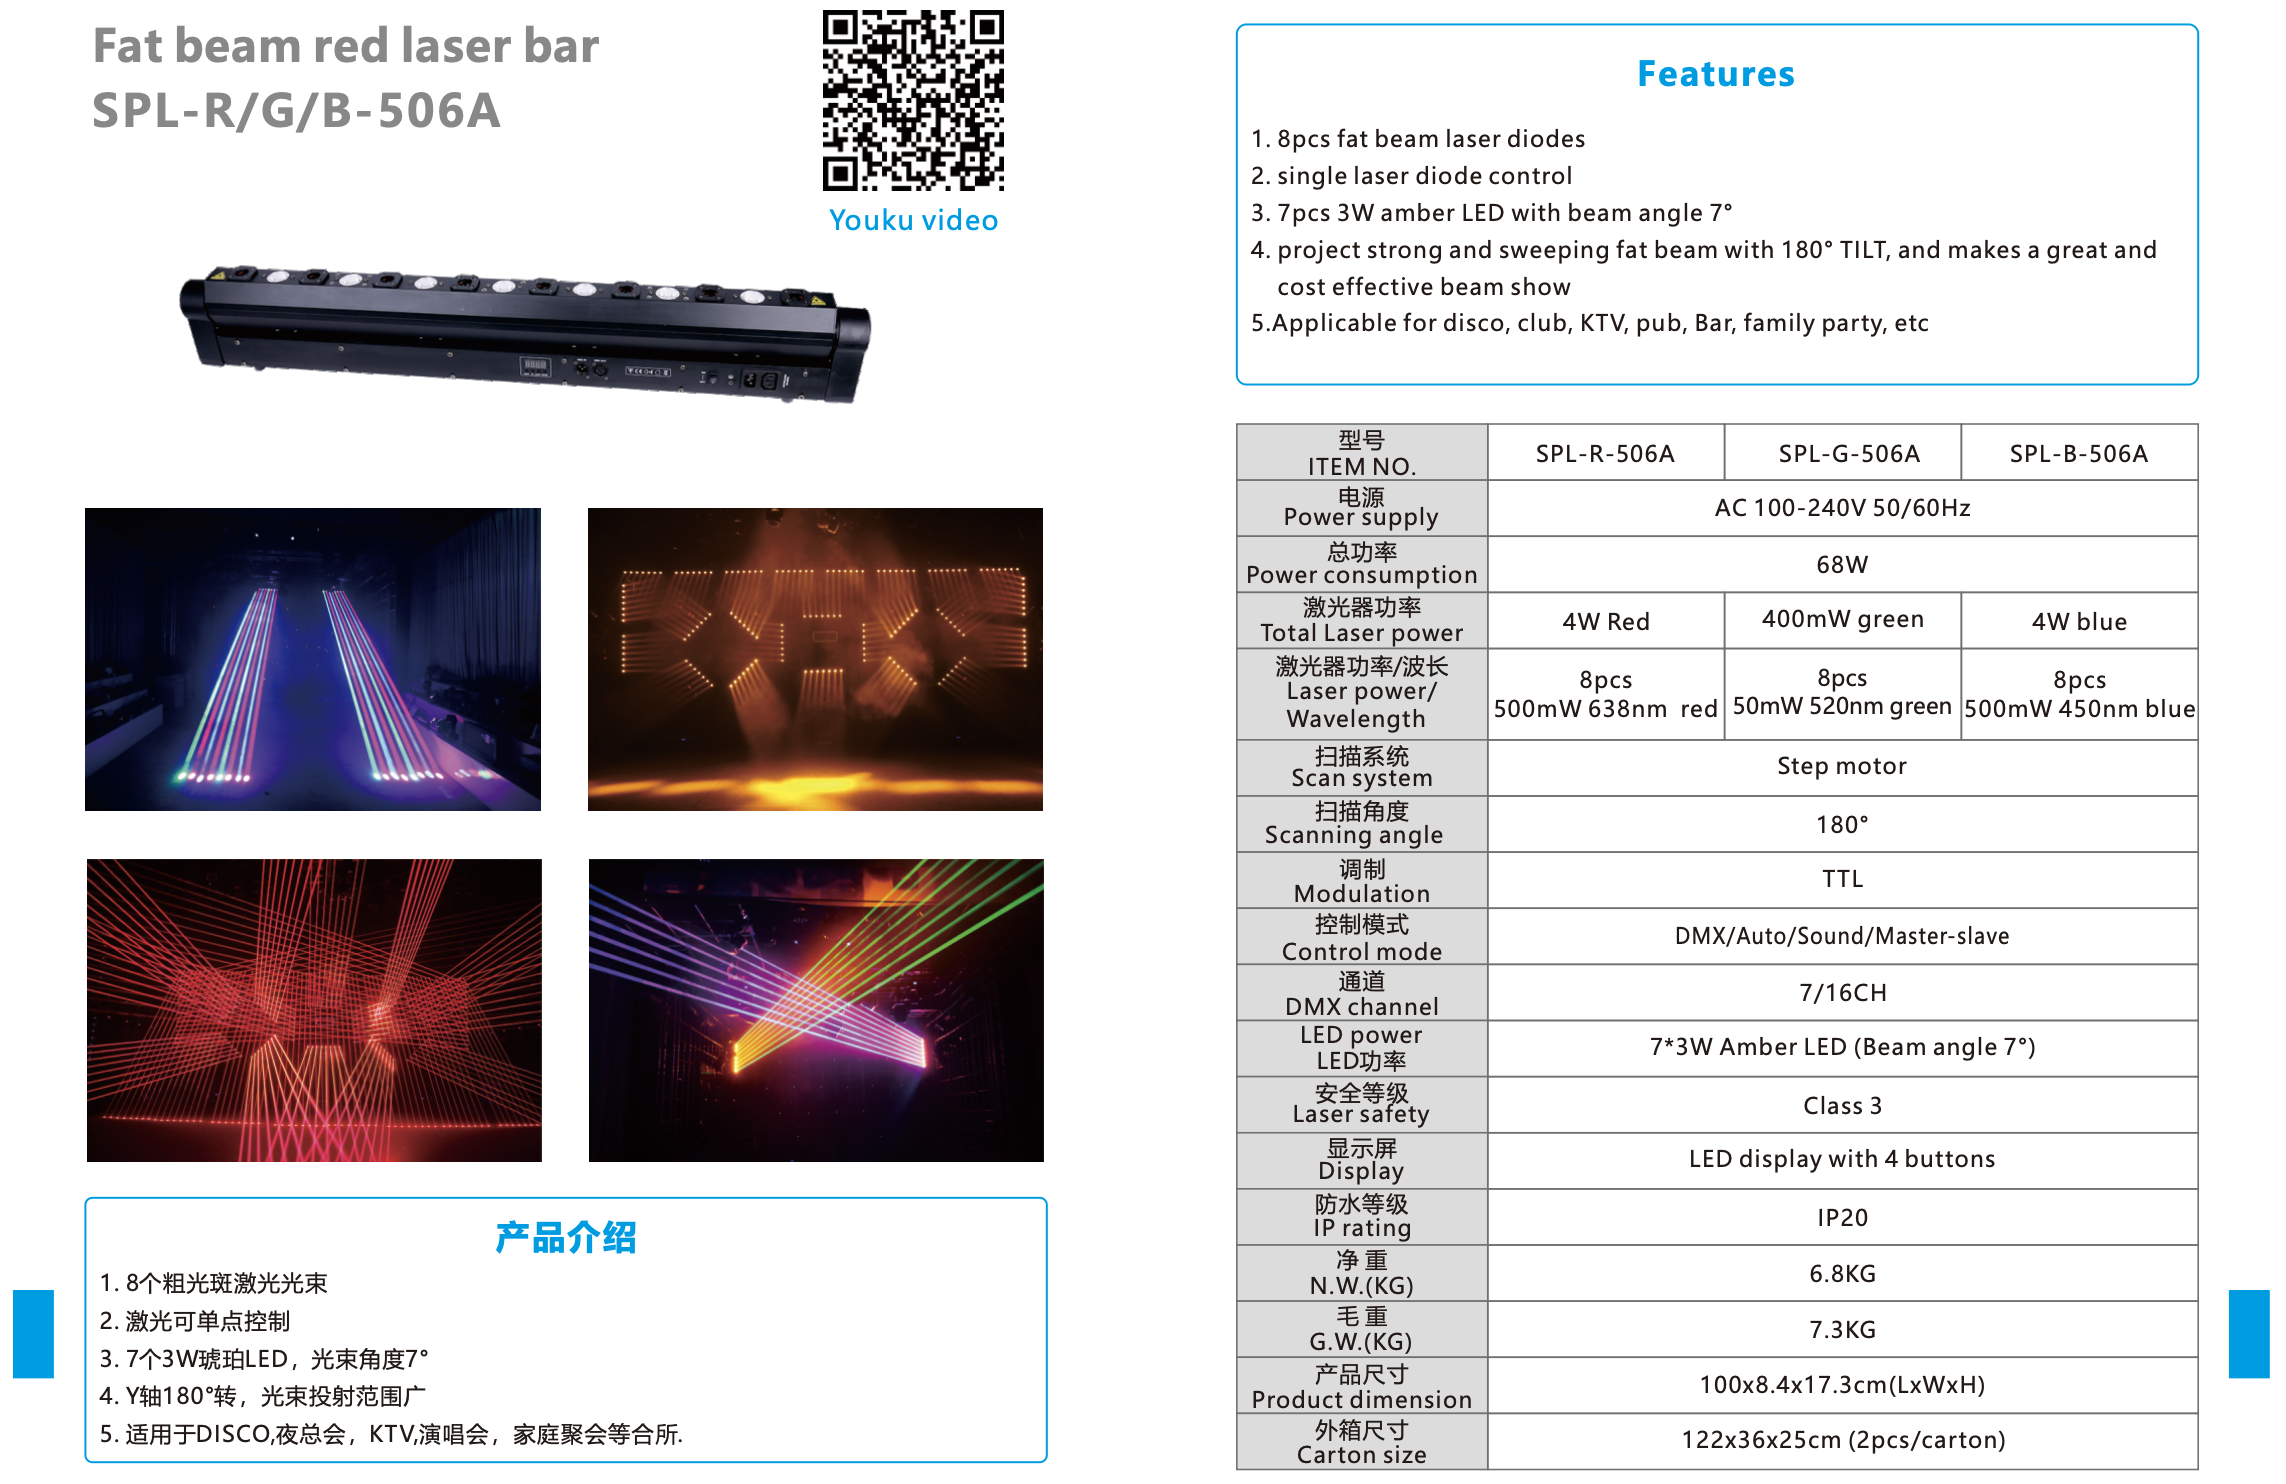 Fat beam red laser bar
SPL-R/G/B-506A
Youku video
产品介绍
1. 8个粗光斑激光光束
2. 激光可单点控制
3. 7个3W琥珀LED，光束角度7°
4. Y轴180°转，光束投射范围广
5. 适用于DISCO,夜总会，KTV,演唱会，家庭聚会等合所.
Features
1. 8pcs fat beam laser diodes
2. single laser diode control
3. 7pcs 3W amber LED with beam angle 7°
4. project strong and sweeping fat beam with 180° TILT, and makes a great and
cost effective beam show
5.Applicable for disco, club, KTV, pub, Bar, family party, etc
型号
ITEM NO.
SPL-R-506A
SPL-G-506A
SPL-B-506A
电源
Power supply
AC 100-240V 50/60Hz
总功率
Power consumption
68W
激光器功率
Total Laser power
4W Red
400mW green
4W blue
激光器功率/波长
Laser power/
Wavelength
8pcs
500mW 638nm red
8pcs
50mW 520nm green
8pcs
500mW 450nm blue
扫描系统
Scan system
Step motor
扫描角度
Scanning angle
180°
调制
Modulation
TTL
控制模式
Control mode
DMX/Auto/Sound/Master-slave
通道
DMX channel
7/16CH
LED power
LED功率
7*3W Amber LED (Beam angle 7°)
安全等级
Laser safety
Class 3
显示屏
Display
LED display with 4 buttons
防水等级
IP rating
IP20
净 重
N.W.(KG)
6.8KG
毛 重
G.W.(KG)
7.3KG
产品尺寸
Product dimension
100x8.4x17.3cm(LxWxH)
外箱尺寸
Carton size
122x36x25cm (2pcs/carton)